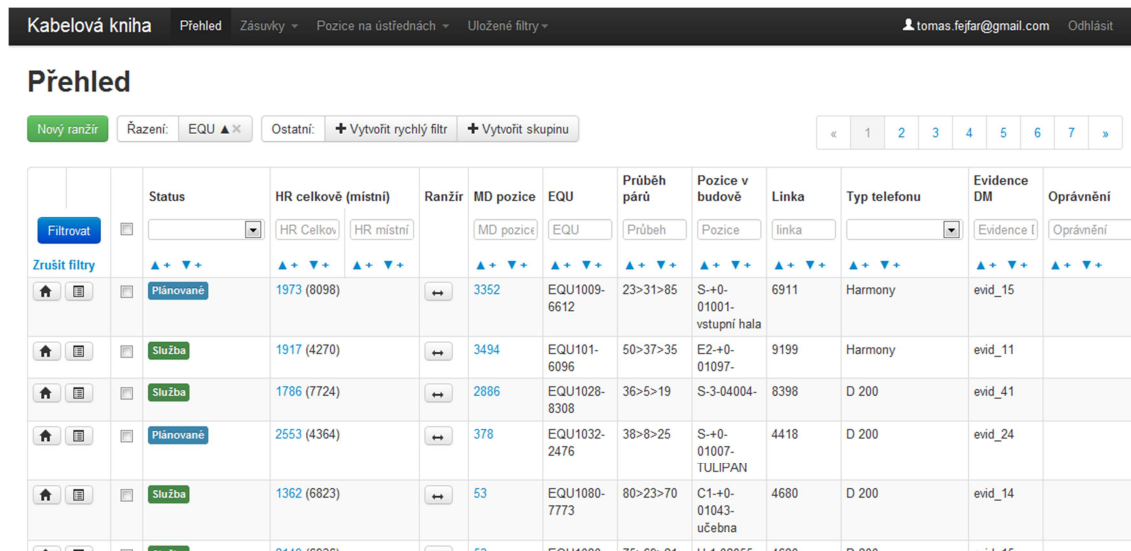 Kabelová kniha Přehled Zásuvky Pozice na ústřednách Uložené filtry tomas.fejfar@gmail.com Odhlásit
Přehled
Nový ranžír Řazení: EQU ▲ × Ostatní: + Vytvořit rychlý filtr + Vytvořit skupinu « 1 2 3 4 5 6 7 »
Status HR celkově (místní) Ranžír MD pozice EQU Průběh párů Pozice v budově Linka Typ telefonu Evidence DM Oprávnění
Filtrovat HR Celkov HR místní MD pozice EQU Průbeh Pozice linka Evidence Oprávnění
Zrušit filtry ▲+ ▼+ ▲+ ▼+ ▲+ ▼+ ▲+ ▼+ ▲+ ▼+ ▲+ ▼+ ▲+ ▼+ ▲+ ▼+ ▲+ ▼+ ▲+ ▼+ ▲+ ▼+
Plánované 1973 (8098) 3352 EQU1009-6612 23>31>85 S-+0-01001-vstupní hala 6911 Harmony evid_15
Služba 1917 (4270) 3494 EQU101-6096 50>37>35 E2-+0-01097- 9199 Harmony evid_11
Služba 1786 (7724) 2886 EQU1028-8308 36>5>19 S-3-04004- 8398 D 200 evid_41
Plánované 2553 (4364) 378 EQU1032-2476 38>8>25 S-+0-01007-TULIPAN 4418 D 200 evid_24
Služba 1362 (6823) 53 EQU1080-7773 80>23>70 C1-+0-01043-učebna 4680 D 200 evid_14